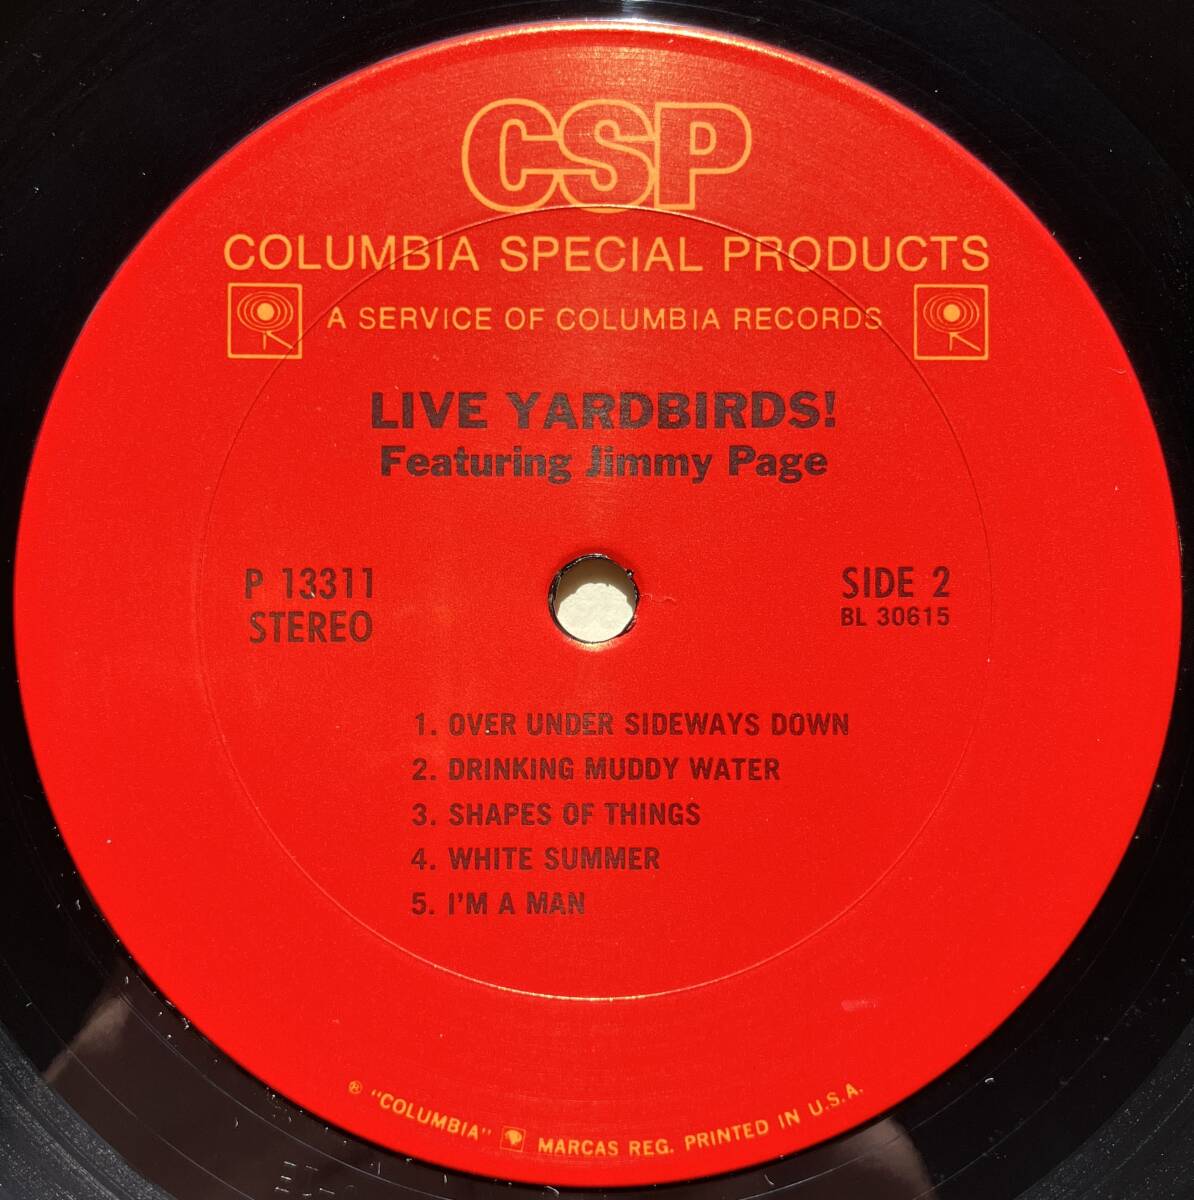 CSP
COLUMBIA SPECIAL PRODUCTS
A SERVICE OF COLUMBIA RECORDS
LIVE YARDBIRDS!
Featuring Jimmy Page
P 13311
STEREO
SIDE 2
BL 30615
1. OVER UNDER SIDEWAYS DOWN
2. DRINKING MUDDY WATER
3. SHAPES OF THINGS
4. WHITE SUMMER
5. I'M A MAN
® "COLUMBIA" MARCAS REG. PRINTED IN U.S.A.